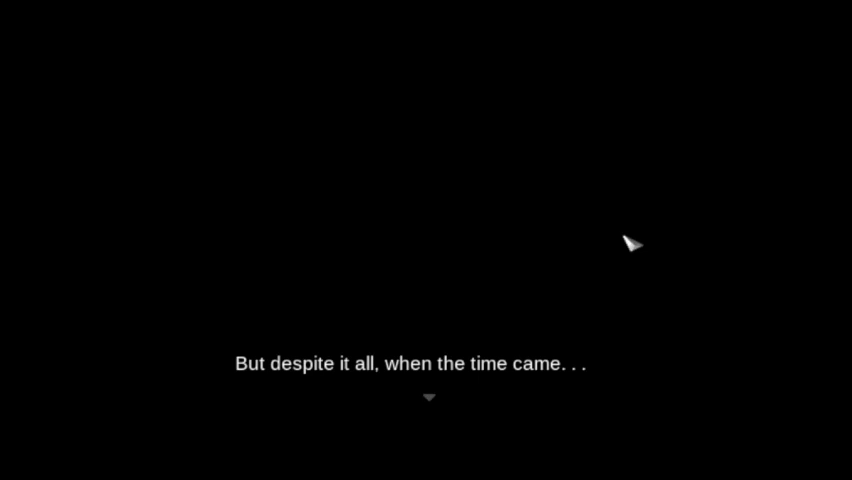 But despite it all, when the time came. . .